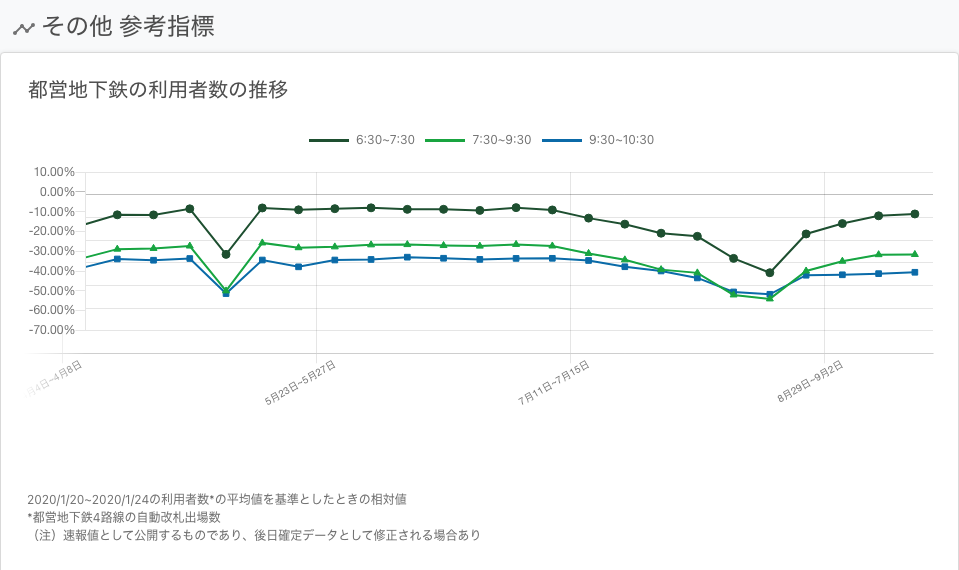 その他 参考指標
都営地下鉄の利用者数の推移
6:30~7:30 7:30~9:30 9:30~10:30
10.00%
0.00%
-10.00%
-20.00%
-30.00%
-40.00%
-50.00%
-60.00%
-70.00%
月4日~4月8日 5月23日~5月27日 7月11日~7月15日 8月29日~9月2日
2020/1/20~2020/1/24の利用者数*の平均値を基準としたときの相対値
*都営地下鉄4路線の自動改札出場数
（注）速報値として公開するものであり、後日確定データとして修正される場合あり